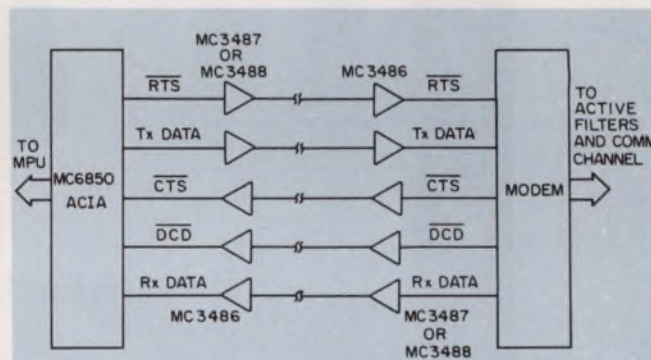 MC3487
OR
MC3488
MC3486
RTS
RTS
TO
ACTIVE
FILTERS
AND COMM
CHANNEL
Tx DATA
Tx DATA
TO
MPU
MC6850
ACIA
CTS
CTS
MODEM
DCD
DCD
Rx DATA
Rx DATA
MC3486
MC3487
OR
MC3488